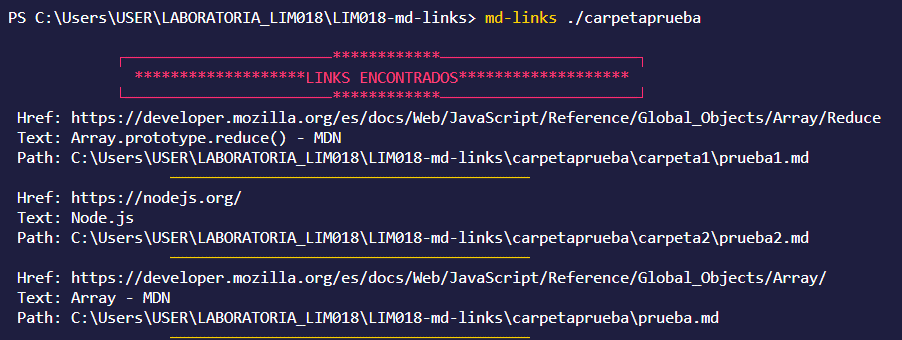 PS C:\Users\USER\LABORATORIA_LIM018\LIM018-md-links> md-links ./carpetaprueba
************
*******************LINKS ENCONTRADOS*******************
************
Href: https://developer.mozilla.org/es/docs/Web/JavaScript/Reference/Global_Objects/Array/Reduce
Text: Array.prototype.reduce() - MDN
Path: C:\Users\USER\LABORATORIA_LIM018\LIM018-md-links\carpetaprueba\carpeta1\prueba1.md
Href: https://nodejs.org/
Text: Node.js
Path: C:\Users\USER\LABORATORIA_LIM018\LIM018-md-links\carpetaprueba\carpeta2\prueba2.md
Href: https://developer.mozilla.org/es/docs/Web/JavaScript/Reference/Global_Objects/Array/
Text: Array - MDN
Path: C:\Users\USER\LABORATORIA_LIM018\LIM018-md-links\carpetaprueba\prueba.md